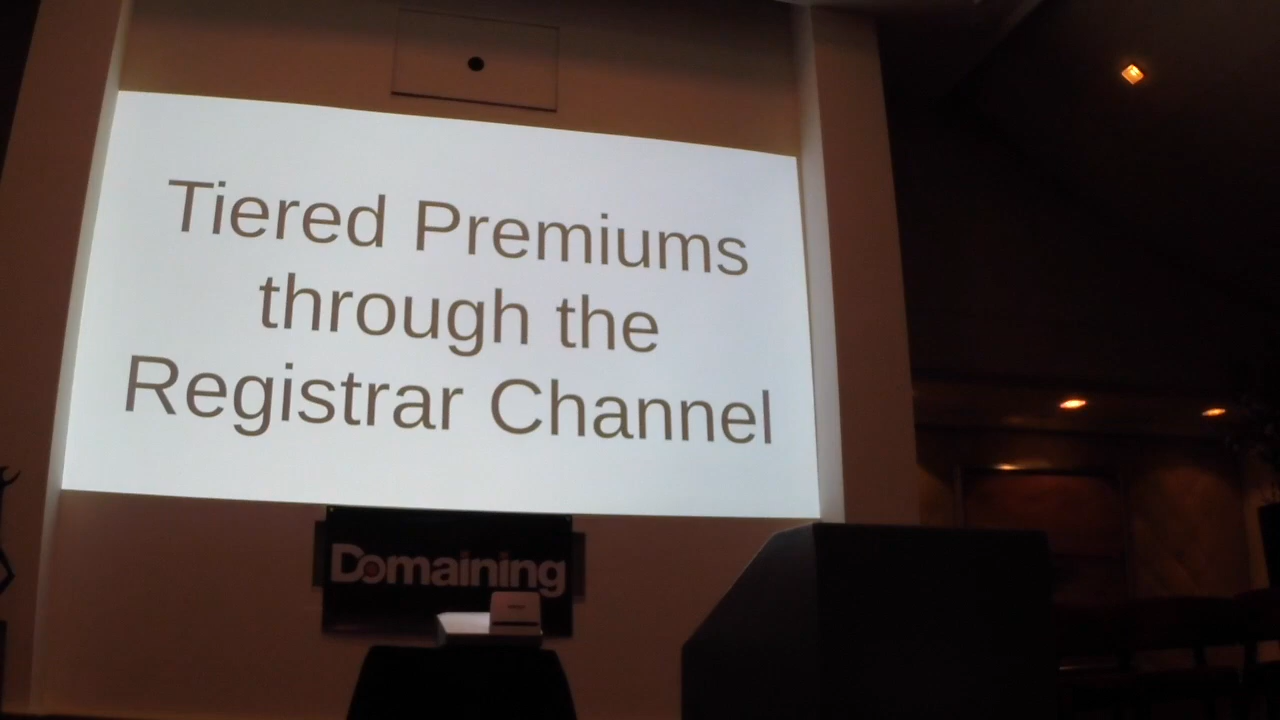 Tiered Premiums
through the
Registrar Channel
Domaining